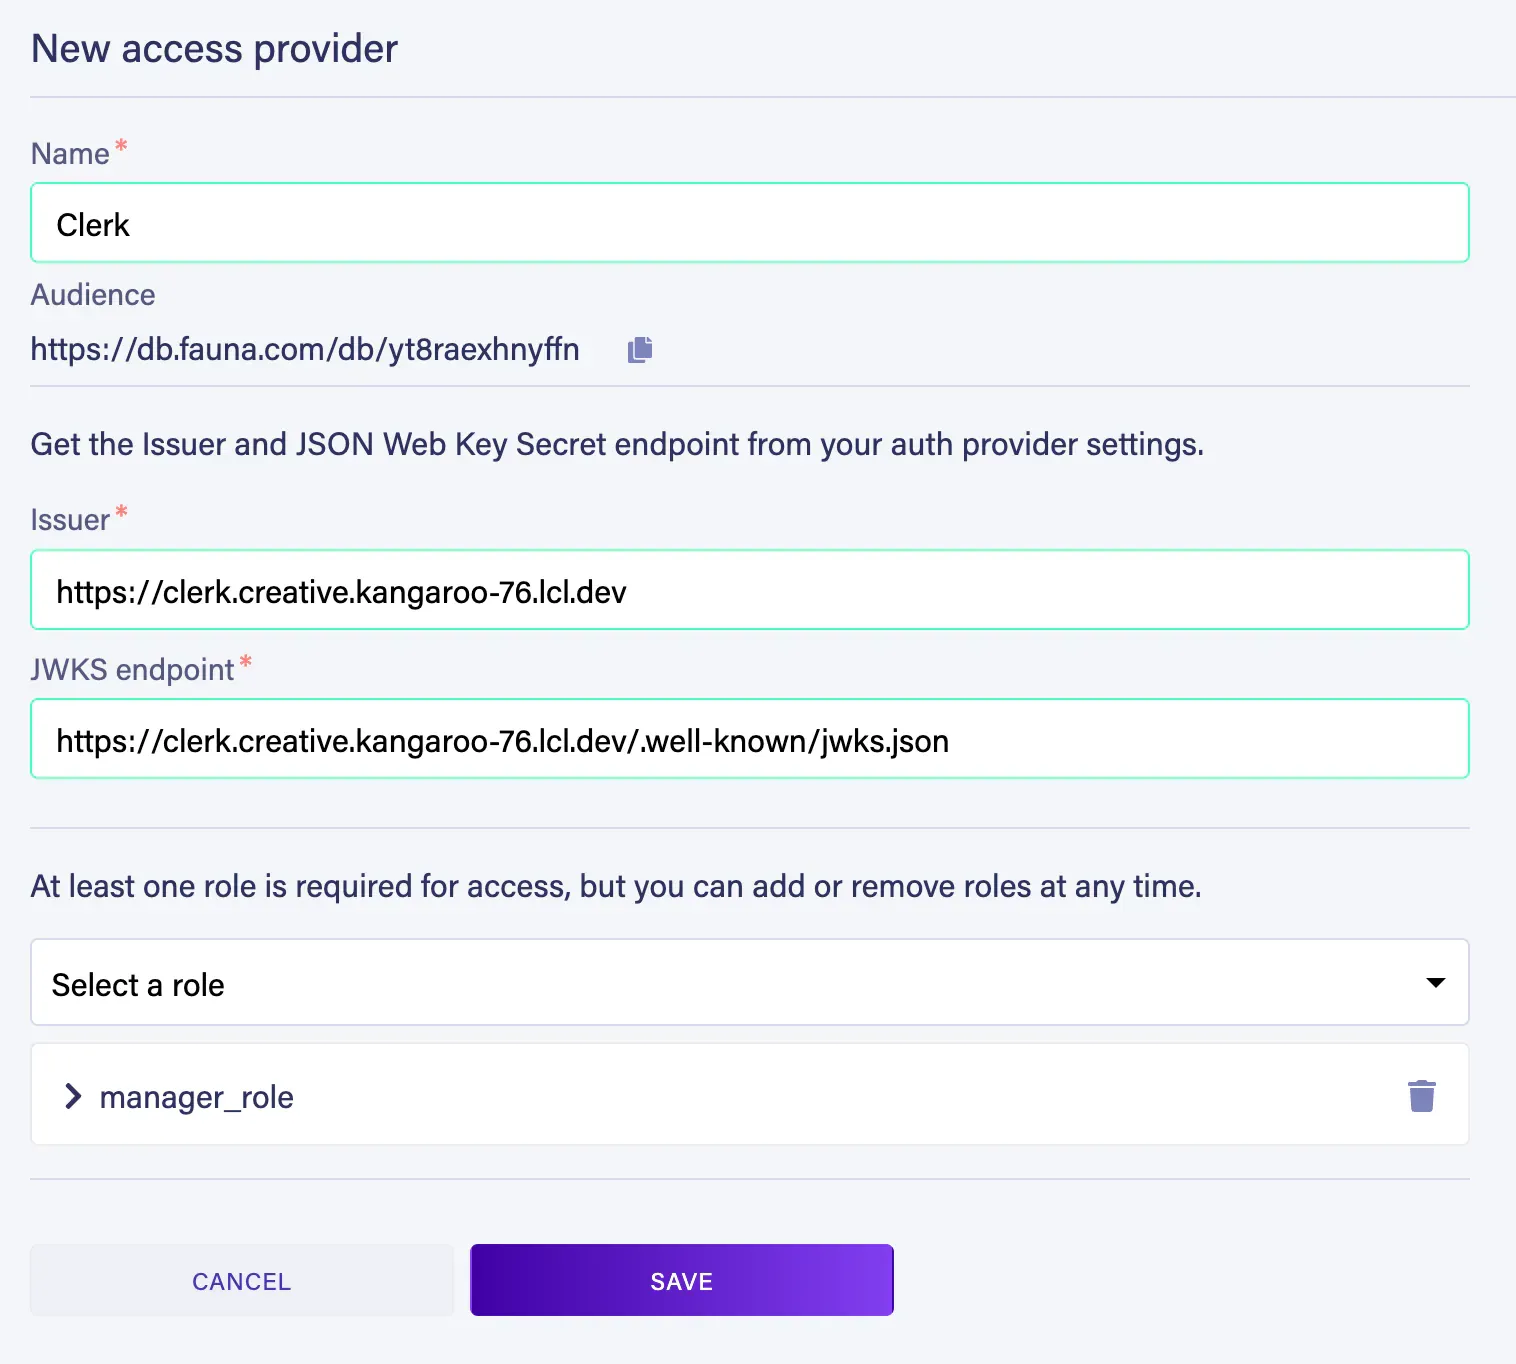 New access provider
Name *
Clerk
Audience
https://db.fauna.com/db/yt8raexhnyffn
Get the Issuer and JSON Web Key Secret endpoint from your auth provider settings.
Issuer *
https://clerk.creative.kangaroo-76.lcl.dev
JWKS endpoint *
https://clerk.creative.kangaroo-76.lcl.dev/.well-known/jwks.json
At least one role is required for access, but you can add or remove roles at any time.
Select a role
manager_role
CANCEL
SAVE